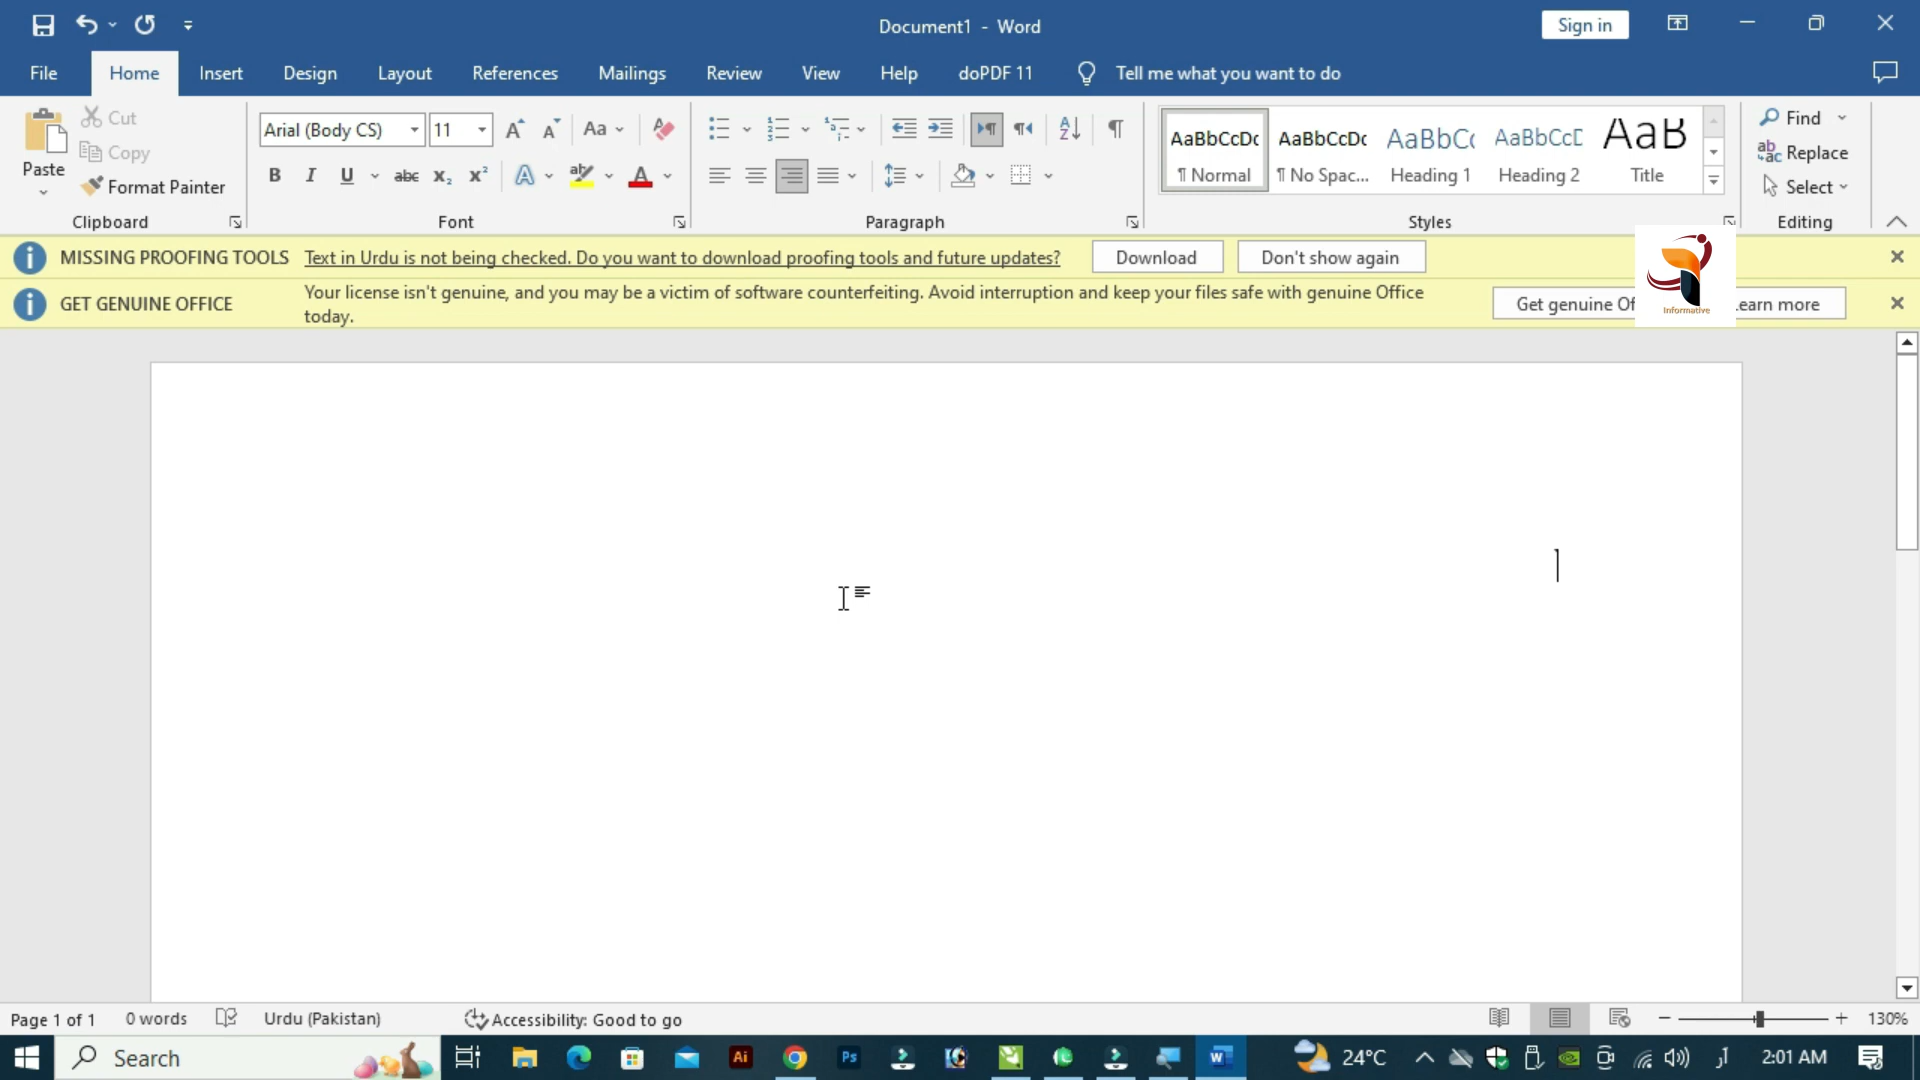 Document1 - Word
Sign in
File Home Insert Design Layout References Mailings Review View Help doPDF 11 Tell me what you want to do
Paste
Cut
Copy
Format Painter
Clipboard
Arial (Body CS) 11
Aa
B I U abc x₂ x² A ab A
Font
A Z ¶
Paragraph
AaBbCcDc AaBbCcDc AaBbC AaBbCcD AaB
¶ Normal ¶ No Spac... Heading 1 Heading 2 Title
Styles
Find
Replace
Select
Editing
MISSING PROOFING TOOLS Text in Urdu is not being checked. Do you want to download proofing tools and future updates? Download Don't show again
GET GENUINE OFFICE Your license isn't genuine, and you may be a victim of software counterfeiting. Avoid interruption and keep your files safe with genuine Office
today.
Get genuine Of earn more
Informative
Page 1 of 1 0 words Urdu (Pakistan) Accessibility: Good to go 130%
Search Ai Ps W 24°C 2:01 AM